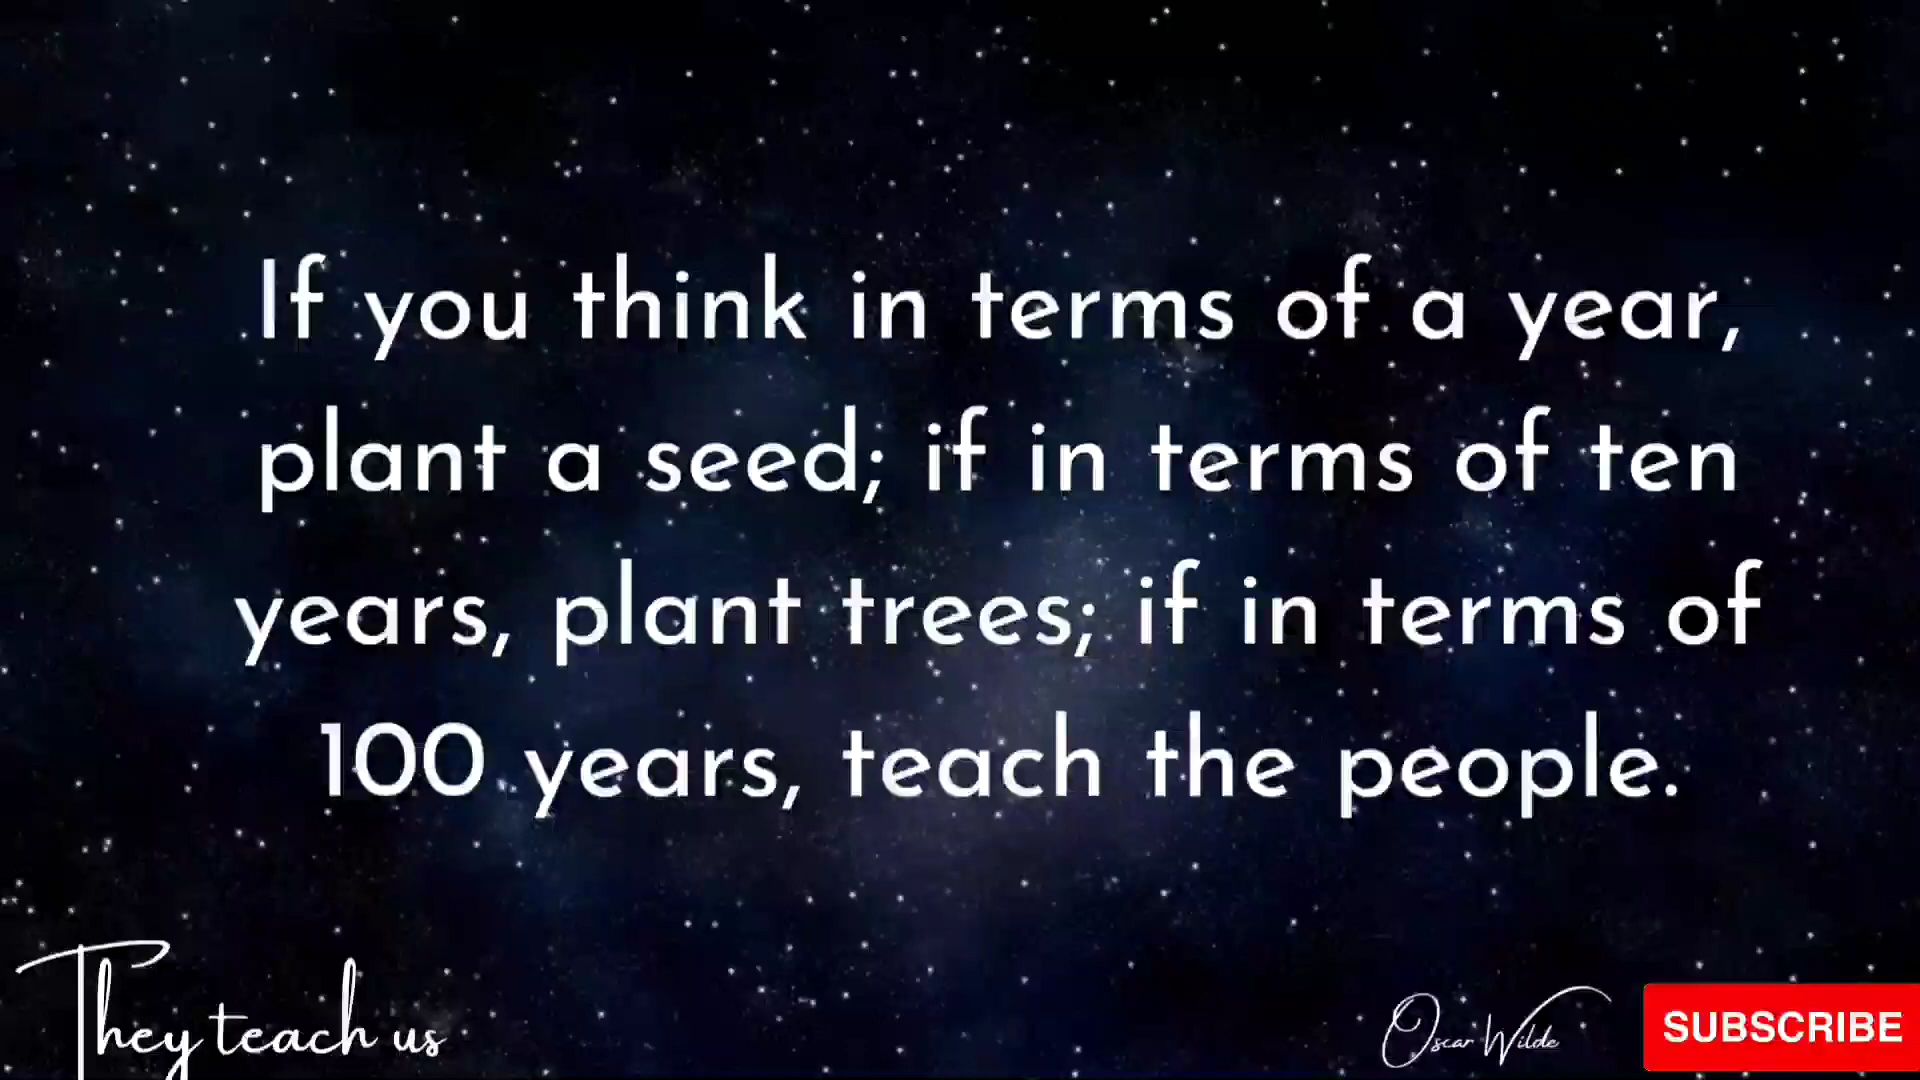 If you think in terms of a year,
plant a seed; if in terms of ten
years, plant trees; if in terms of
100 years, teach the people.
They teach us
Oscar Wilde
SUBSCRIBE